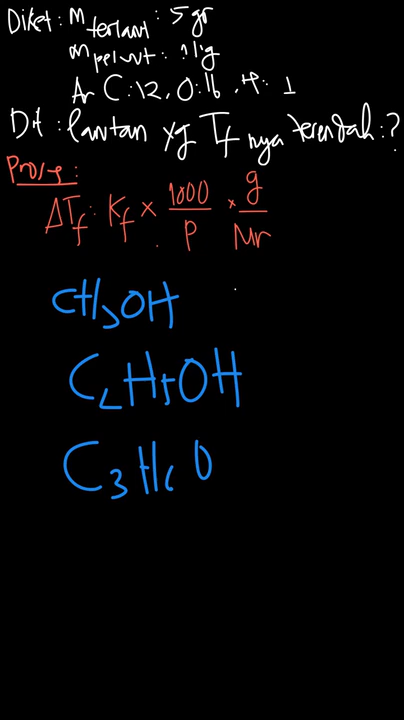 Diket : m terlarut : 5 gr
m pelarut : 1 kg
Ar C : 12, O : 16, H : 1
Dit : larutan yg Tf nya terendah : ?
ΔTf : Kf × 1000/P × g/Mr
CH3OH
C2H5OH
C3H6O